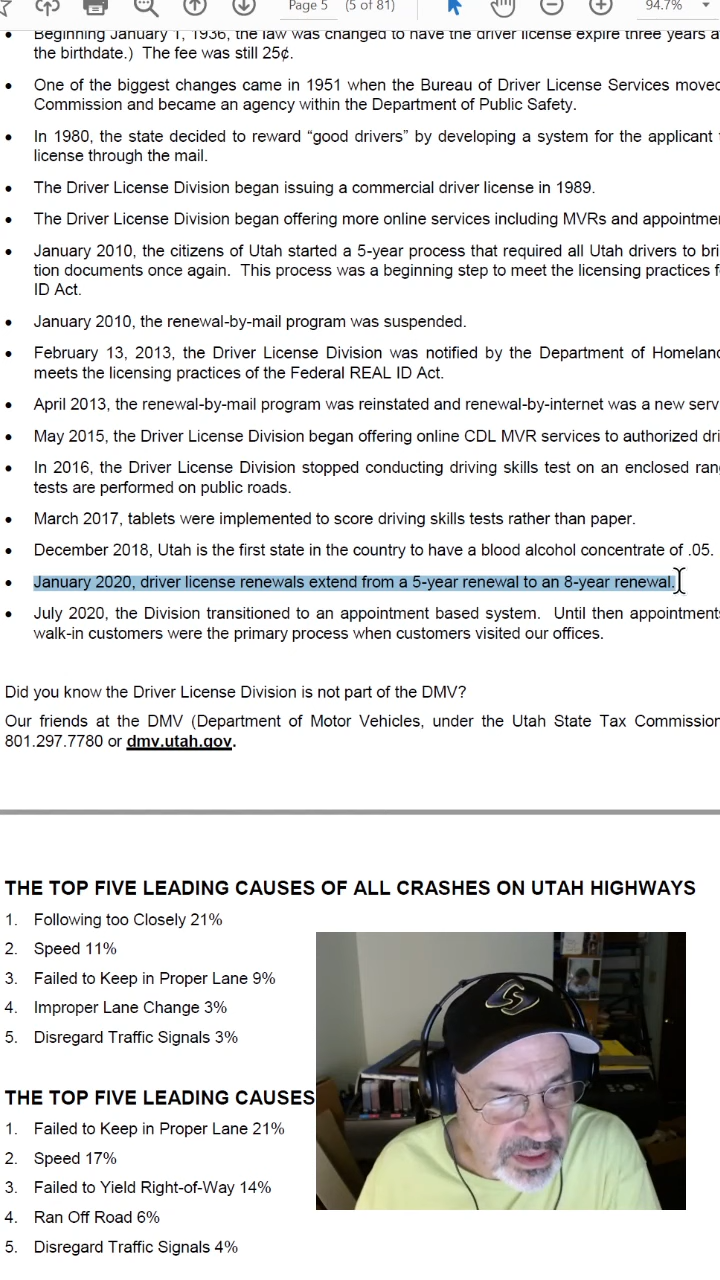 Page 5
(5 of 81)
94.7%
• Beginning January 1, 1936, the law was changed to have the driver license expire three years a
the birthdate.) The fee was still 25¢.
• One of the biggest changes came in 1951 when the Bureau of Driver License Services moved
Commission and became an agency within the Department of Public Safety.
• In 1980, the state decided to reward “good drivers” by developing a system for the applicant
license through the mail.
• The Driver License Division began issuing a commercial driver license in 1989.
• The Driver License Division began offering more online services including MVRs and appointme
• January 2010, the citizens of Utah started a 5-year process that required all Utah drivers to bri
tion documents once again. This process was a beginning step to meet the licensing practices f
ID Act.
• January 2010, the renewal-by-mail program was suspended.
• February 13, 2013, the Driver License Division was notified by the Department of Homeland
meets the licensing practices of the Federal REAL ID Act.
• April 2013, the renewal-by-mail program was reinstated and renewal-by-internet was a new serv
• May 2015, the Driver License Division began offering online CDL MVR services to authorized dri
• In 2016, the Driver License Division stopped conducting driving skills test on an enclosed ran
tests are performed on public roads.
• March 2017, tablets were implemented to score driving skills tests rather than paper.
• December 2018, Utah is the first state in the country to have a blood alcohol concentrate of .05.
• January 2020, driver license renewals extend from a 5-year renewal to an 8-year renewal.
• July 2020, the Division transitioned to an appointment based system. Until then appointments
walk-in customers were the primary process when customers visited our offices.
Did you know the Driver License Division is not part of the DMV?
Our friends at the DMV (Department of Motor Vehicles, under the Utah State Tax Commission
801.297.7780 or dmv.utah.gov.
THE TOP FIVE LEADING CAUSES OF ALL CRASHES ON UTAH HIGHWAYS
1. Following too Closely 21%
2. Speed 11%
3. Failed to Keep in Proper Lane 9%
4. Improper Lane Change 3%
5. Disregard Traffic Signals 3%
THE TOP FIVE LEADING CAUSES
1. Failed to Keep in Proper Lane 21%
2. Speed 17%
3. Failed to Yield Right-of-Way 14%
4. Ran Off Road 6%
5. Disregard Traffic Signals 4%